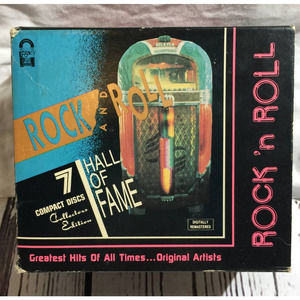 ROCK AND ROLL
HALL OF FAME
7
COMPACT DISCS
Collectors
Edition
DIGITALLY
REMASTERED
Greatest Hits Of All Times...Original Artists
ROCK 'n ROLL